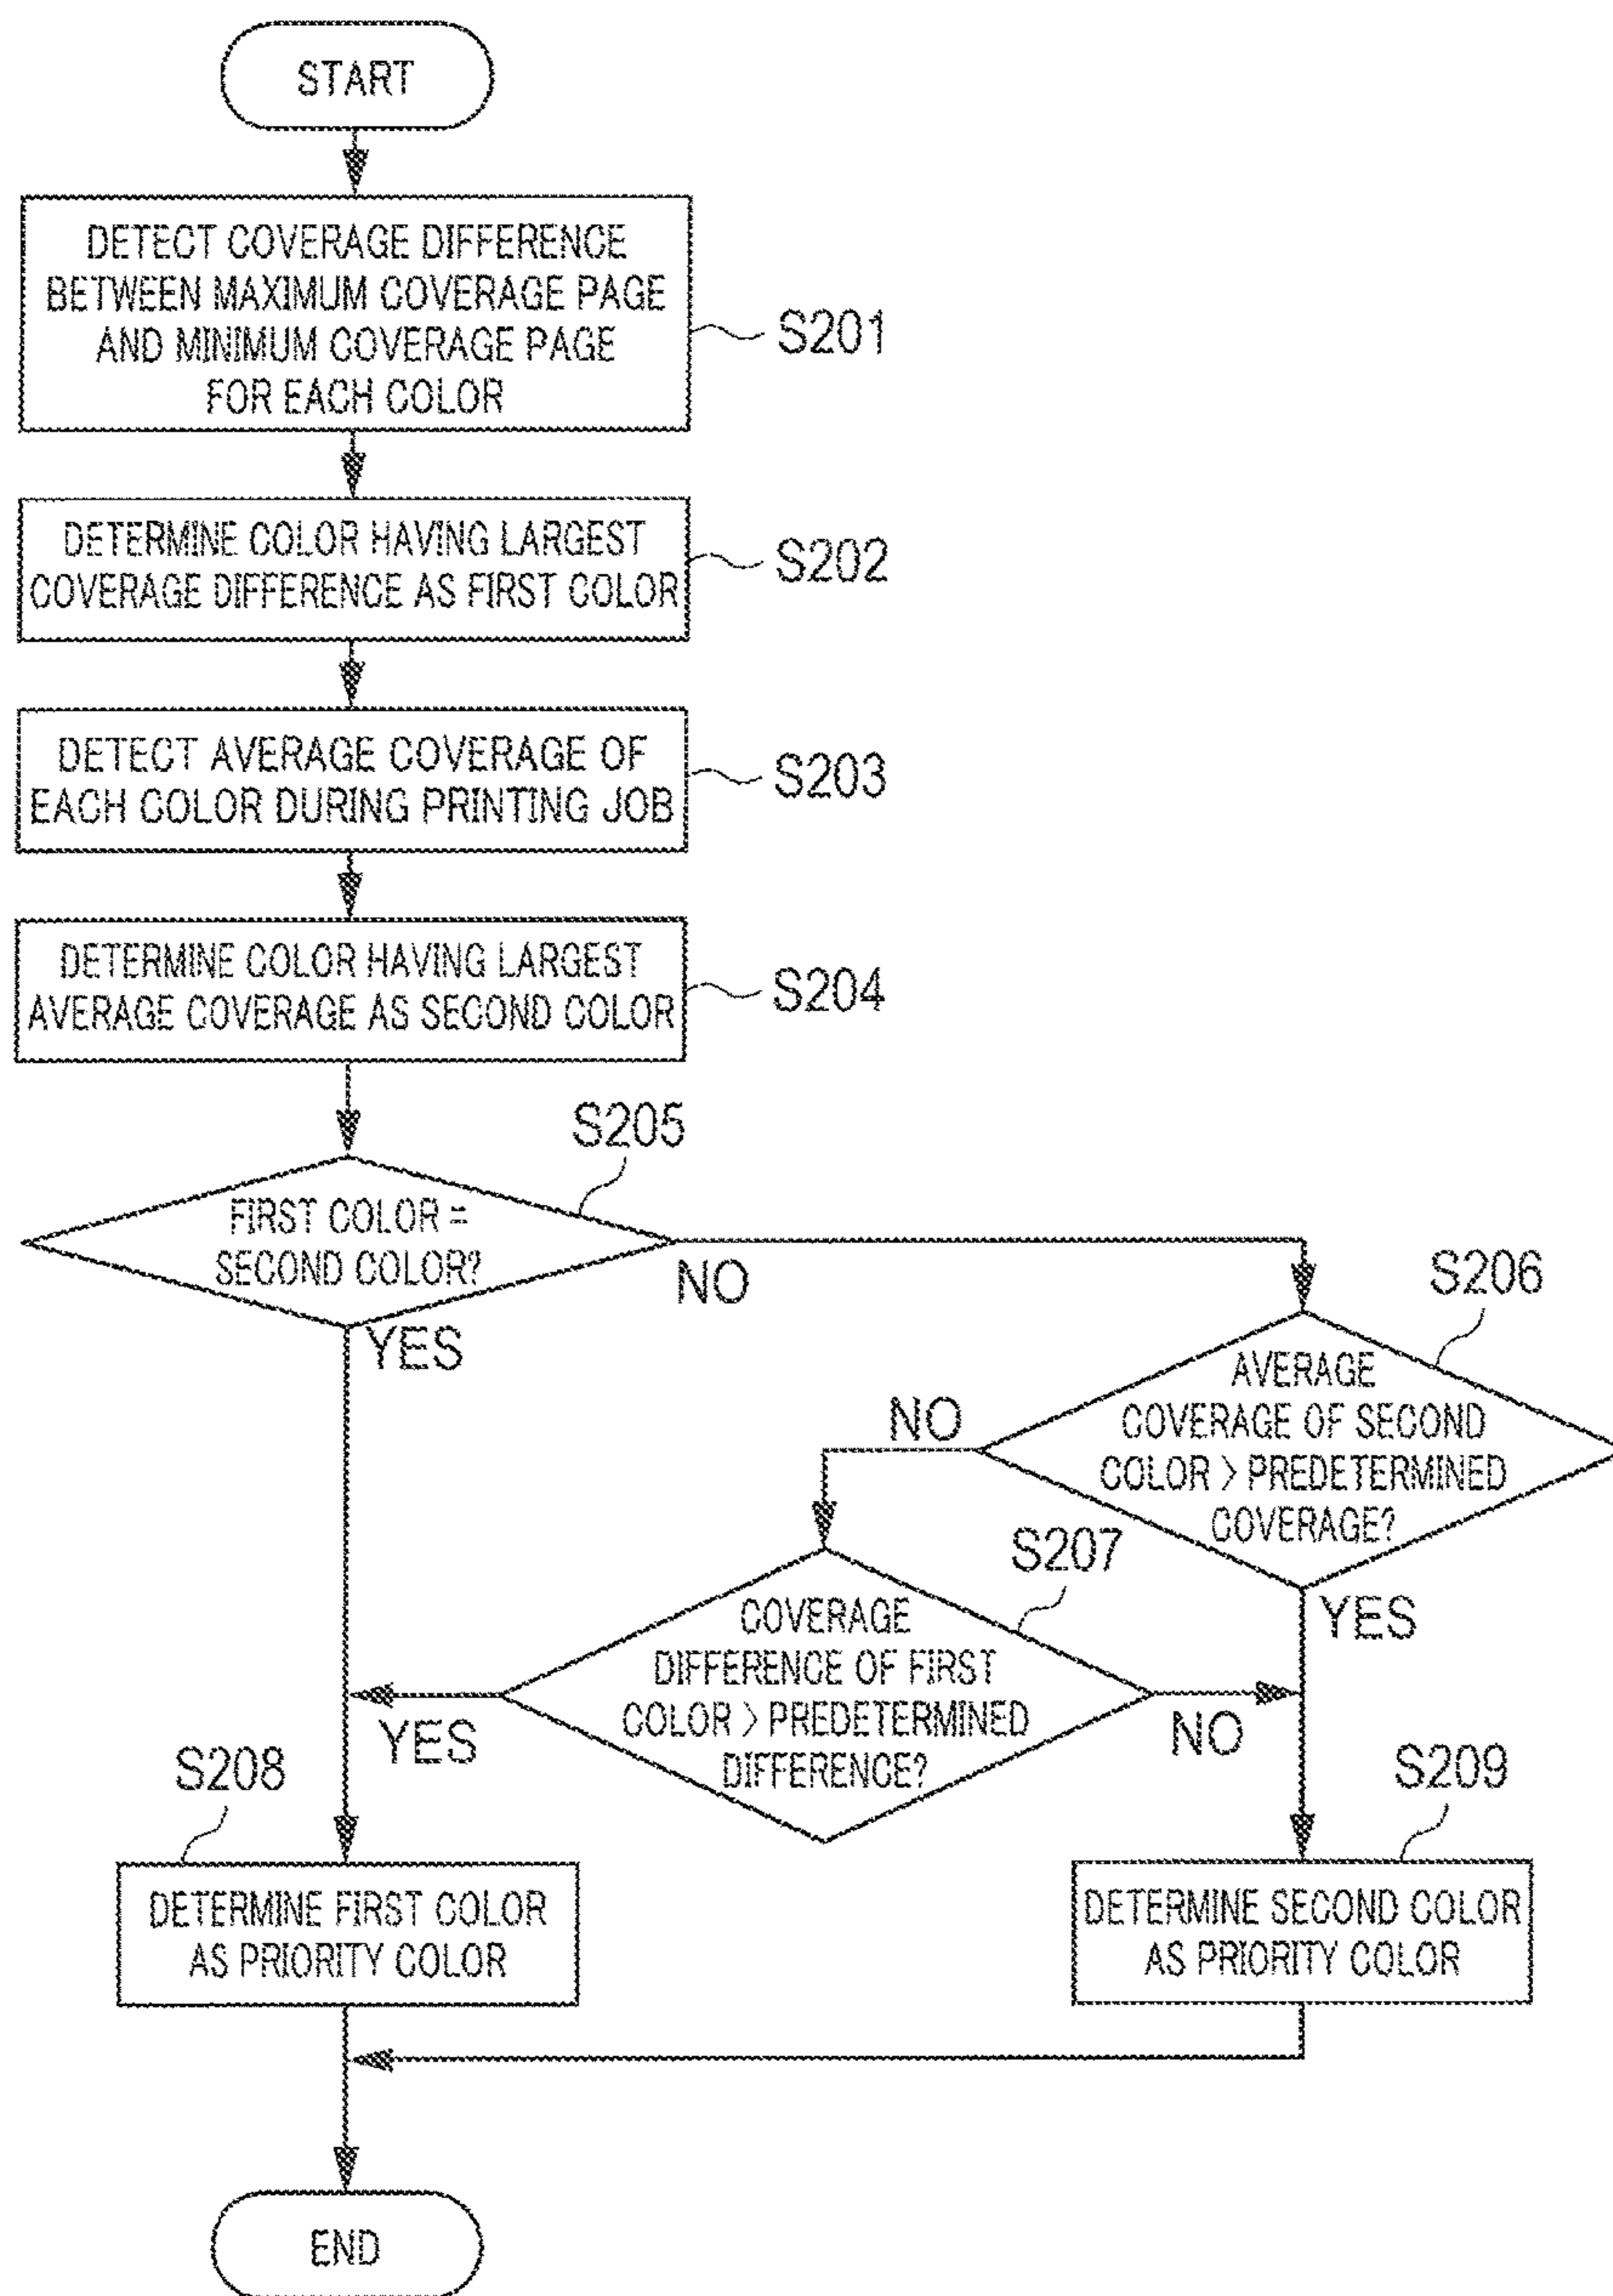 START
DETECT COVERAGE DIFFERENCE
BETWEEN MAXIMUM COVERAGE PAGE
AND MINIMUM COVERAGE PAGE
FOR EACH COLOR
S201
DETERMINE COLOR HAVING LARGEST
COVERAGE DIFFERENCE AS FIRST COLOR
S202
DETECT AVERAGE COVERAGE OF
EACH COLOR DURING PRINTING JOB
S203
DETERMINE COLOR HAVING LARGEST
AVERAGE COVERAGE AS SECOND COLOR
S204
S205
FIRST COLOR =
SECOND COLOR?
NO
YES
S206
AVERAGE
COVERAGE OF SECOND
COLOR > PREDETERMINED
COVERAGE?
NO
YES
S207
COVERAGE
DIFFERENCE OF FIRST
COLOR > PREDETERMINED
DIFFERENCE?
YES
NO
S208
DETERMINE FIRST COLOR
AS PRIORITY COLOR
S209
DETERMINE SECOND COLOR
AS PRIORITY COLOR
END